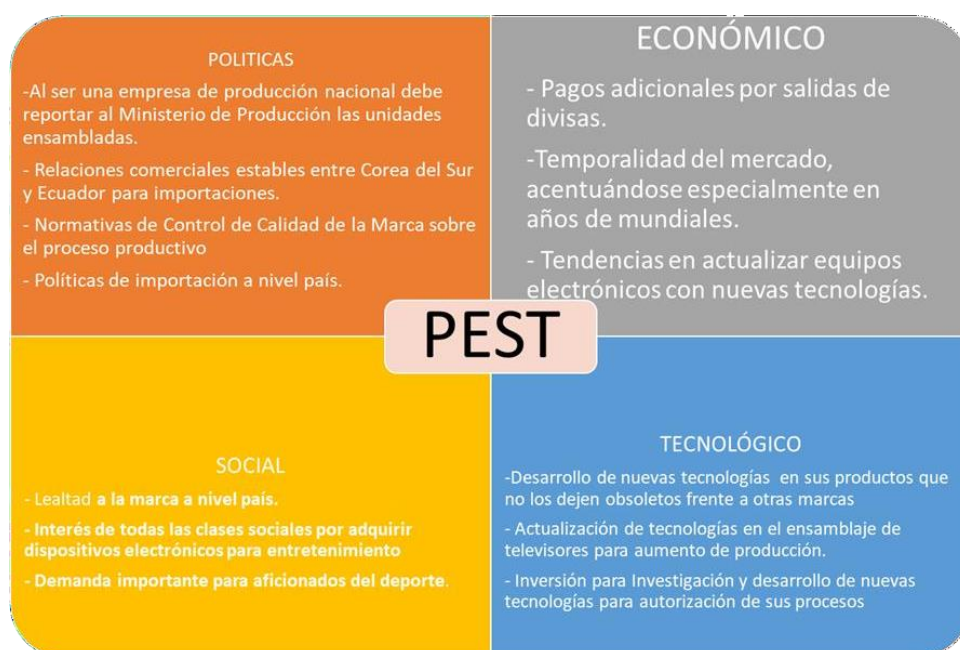 POLITICAS
-Al ser una empresa de producción nacional debe
reportar al Ministerio de Producción las unidades
ensambladas.
- Relaciones comerciales estables entre Corea del Sur
y Ecuador para importaciones.
- Normativas de Control de Calidad de la Marca sobre
el proceso productivo
- Políticas de importación a nivel país.
ECONÓMICO
- Pagos adicionales por salidas de
divisas.
-Temporalidad del mercado,
acentuándose especialmente en
años de mundiales.
- Tendencias en actualizar equipos
electrónicos con nuevas tecnologías.
PEST
SOCIAL
- Lealtad a la marca a nivel país.
- Interés de todas las clases sociales por adquirir
dispositivos electrónicos para entretenimiento
- Demanda importante para aficionados del deporte.
TECNOLÓGICO
-Desarrollo de nuevas tecnologías en sus productos que
no los dejen obsoletos frente a otras marcas
- Actualización de tecnologías en el ensamblaje de
televisores para aumento de producción.
- Inversión para Investigación y desarrollo de nuevas
tecnologías para autorización de sus procesos